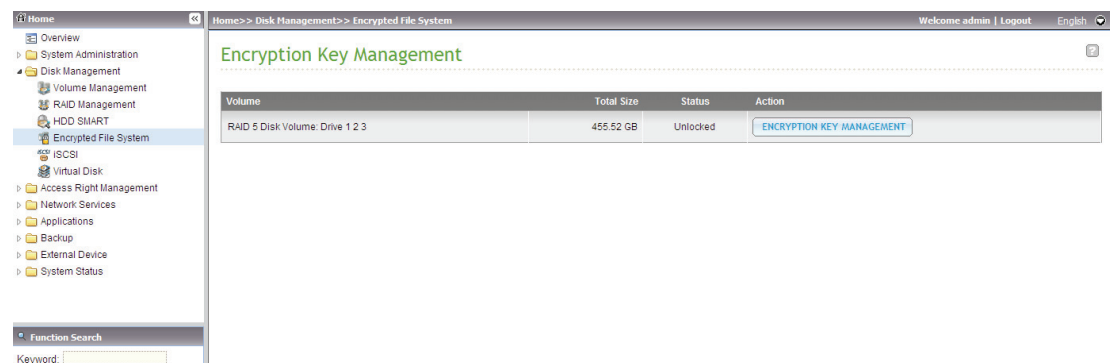 Home
Home>> Disk Management>> Encrypted File System
Welcome admin | Logout
English
Overview
System Administration
Disk Management
Volume Management
RAID Management
HDD SMART
Encrypted File System
iSCSI
Virtual Disk
Access Right Management
Network Services
Applications
Backup
External Device
System Status
Function Search
Keyword:
Encryption Key Management
?
Volume Total Size Status Action
RAID 5 Disk Volume: Drive 1 2 3 455.52 GB Unlocked ENCRYPTION KEY MANAGEMENT